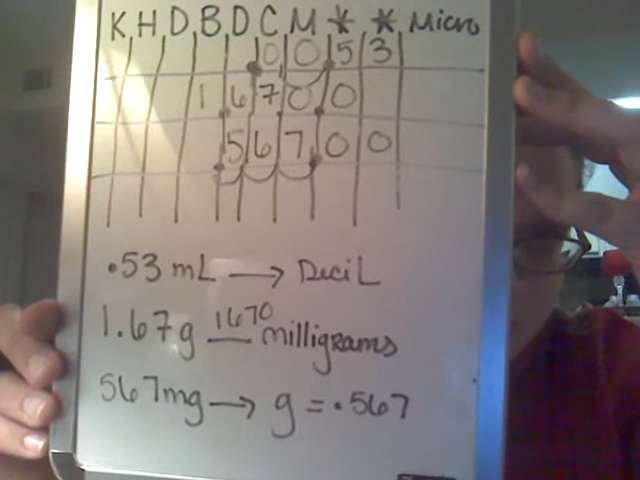 K H D B D C M * * Micro
0 0 5 3
1 6 7 0 0
5 6 7 0 0
.53 mL → Deci L
1.67g 1670 milligrams
567mg → g = .567